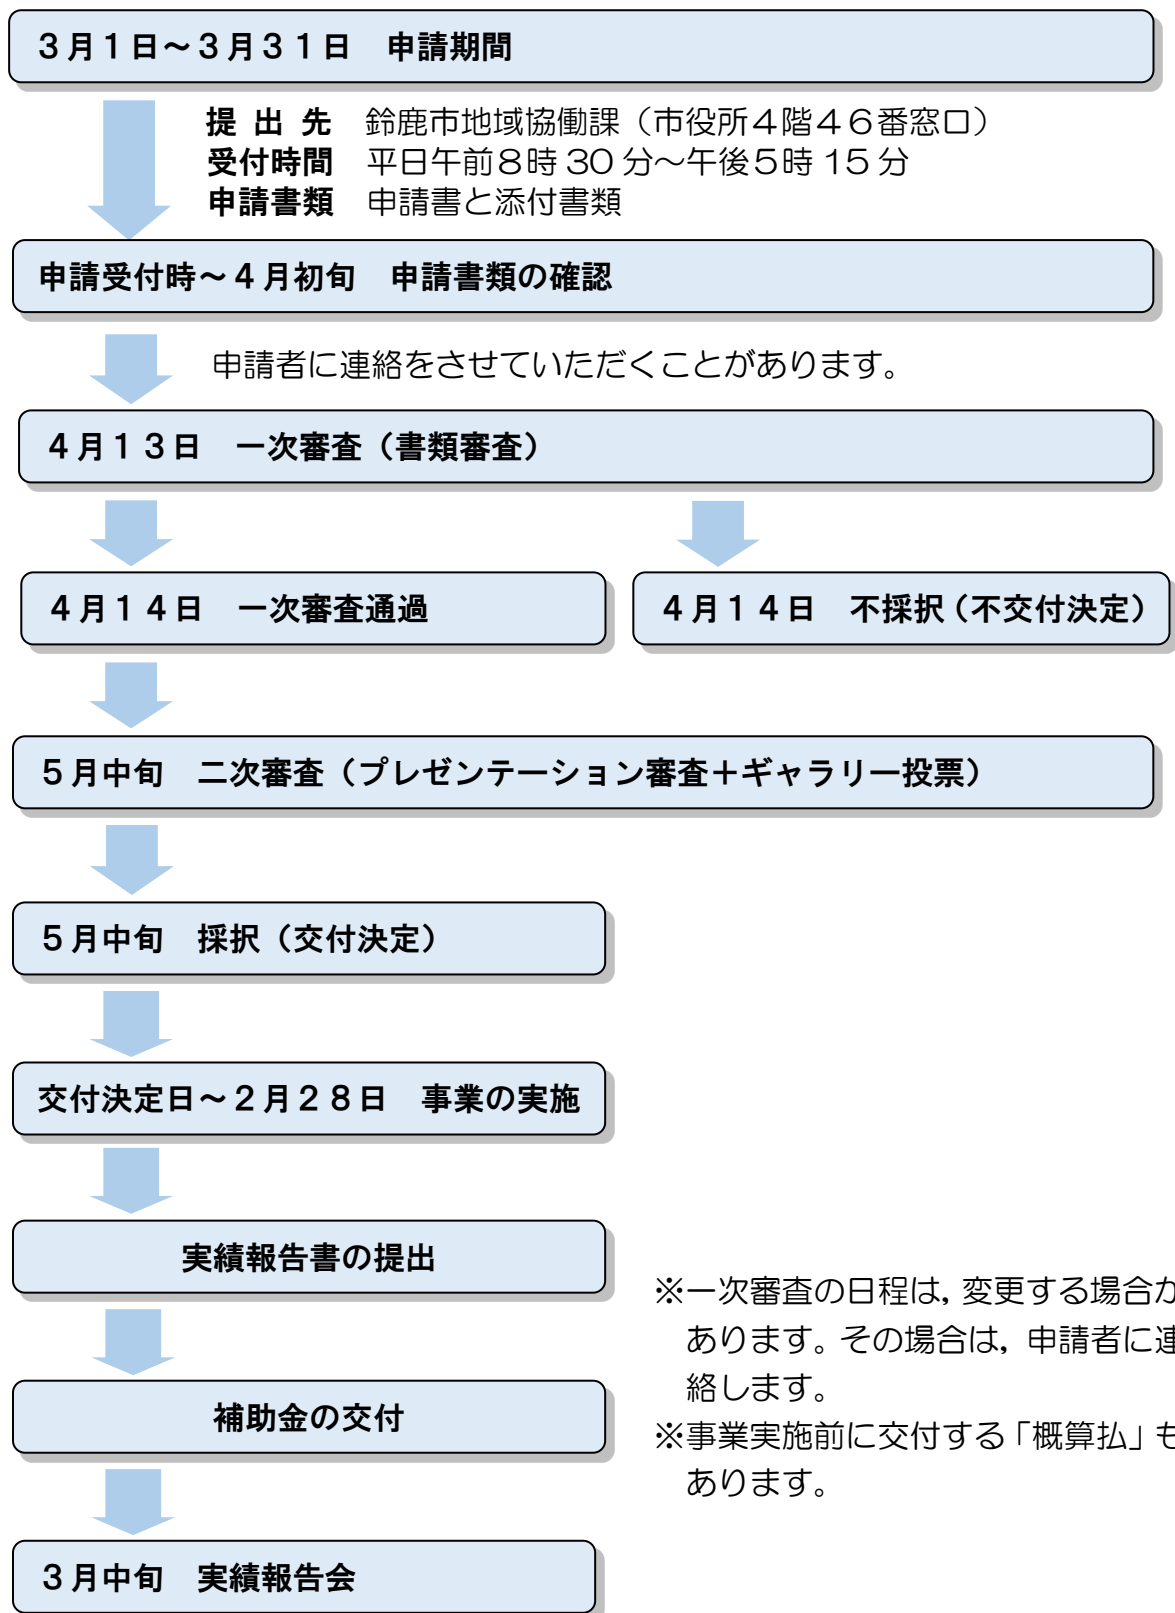 ３月１日～３月３１日　申請期間
提 出 先　鈴鹿市地域協働課（市役所４階４６番窓口）
受付時間　平日午前８時 30 分～午後５時 15 分
申請書類　申請書と添付書類
申請受付時～４月初旬　申請書類の確認
申請者に連絡をさせていただくことがあります。
４月１３日　一次審査（書類審査）
４月１４日　一次審査通過
４月１４日　不採択（不交付決定）
５月中旬　二次審査（プレゼンテーション審査＋ギャラリー投票）
５月中旬　採択（交付決定）
交付決定日～２月２８日　事業の実施
実績報告書の提出
※一次審査の日程は，変更する場合が
あります。その場合は，申請者に連
絡します。
補助金の交付
※事業実施前に交付する「概算払」も
あります。
３月中旬　実績報告会